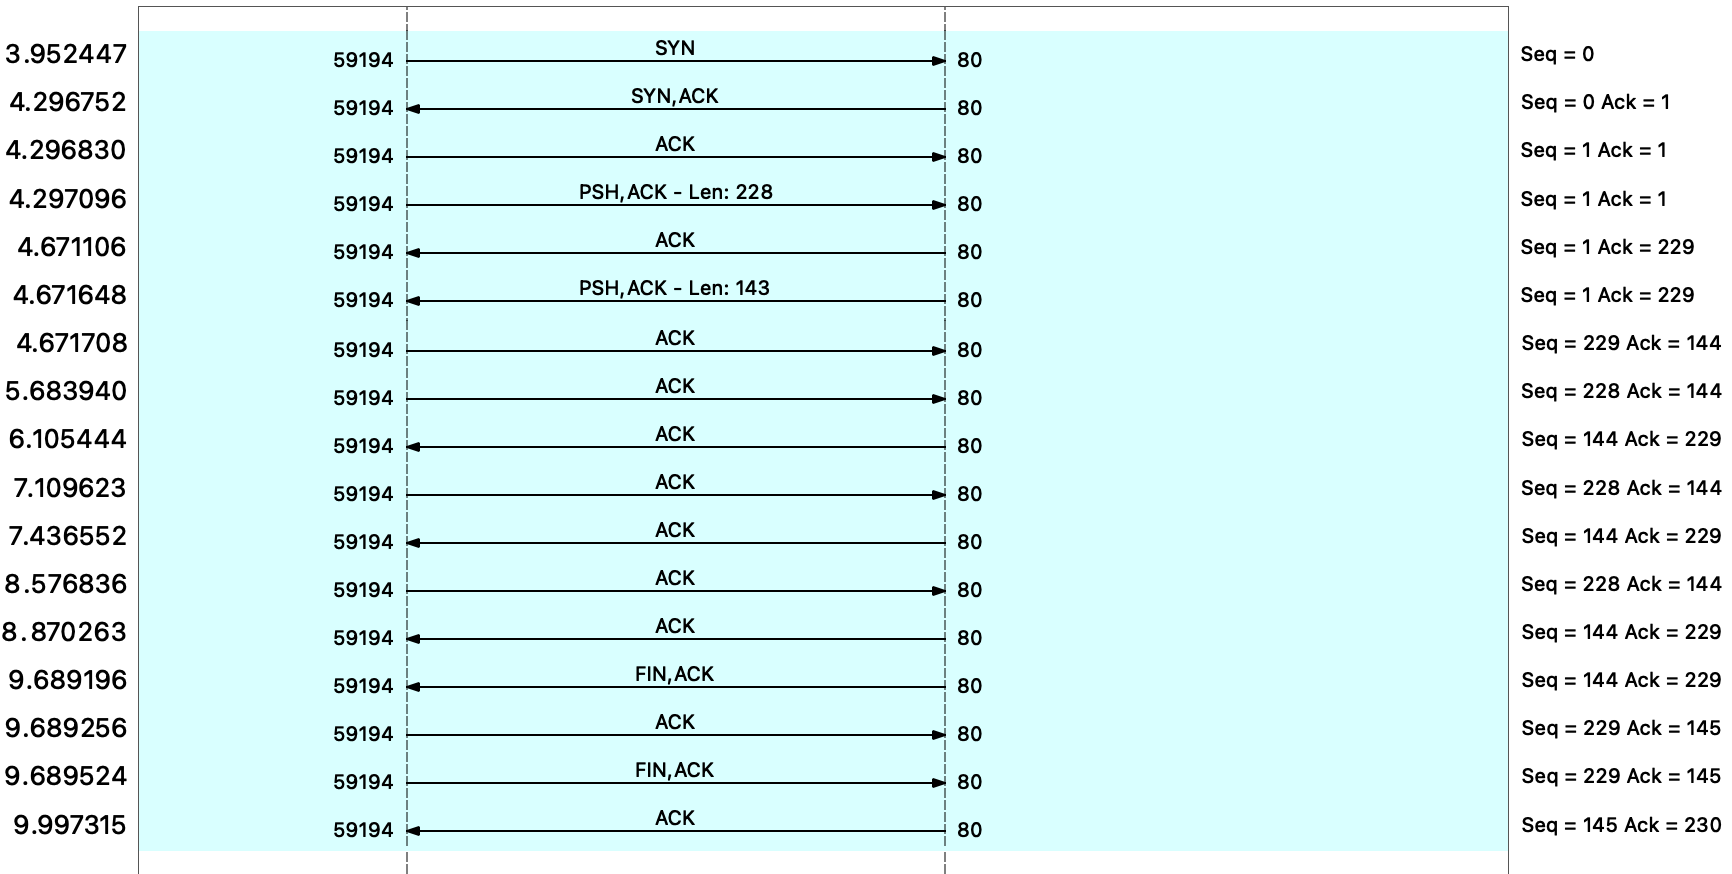 3.952447 59194 SYN 80 Seq = 0
4.296752 59194 SYN,ACK 80 Seq = 0 Ack = 1
4.296830 59194 ACK 80 Seq = 1 Ack = 1
4.297096 59194 PSH,ACK - Len: 228 80 Seq = 1 Ack = 1
4.671106 59194 ACK 80 Seq = 1 Ack = 229
4.671648 59194 PSH,ACK - Len: 143 80 Seq = 1 Ack = 229
4.671708 59194 ACK 80 Seq = 229 Ack = 144
5.683940 59194 ACK 80 Seq = 228 Ack = 144
6.105444 59194 ACK 80 Seq = 144 Ack = 229
7.109623 59194 ACK 80 Seq = 228 Ack = 144
7.436552 59194 ACK 80 Seq = 144 Ack = 229
8.576836 59194 ACK 80 Seq = 228 Ack = 144
8.870263 59194 ACK 80 Seq = 144 Ack = 229
9.689196 59194 FIN,ACK 80 Seq = 144 Ack = 229
9.689256 59194 ACK 80 Seq = 229 Ack = 145
9.689524 59194 FIN,ACK 80 Seq = 229 Ack = 145
9.997315 59194 ACK 80 Seq = 145 Ack = 230